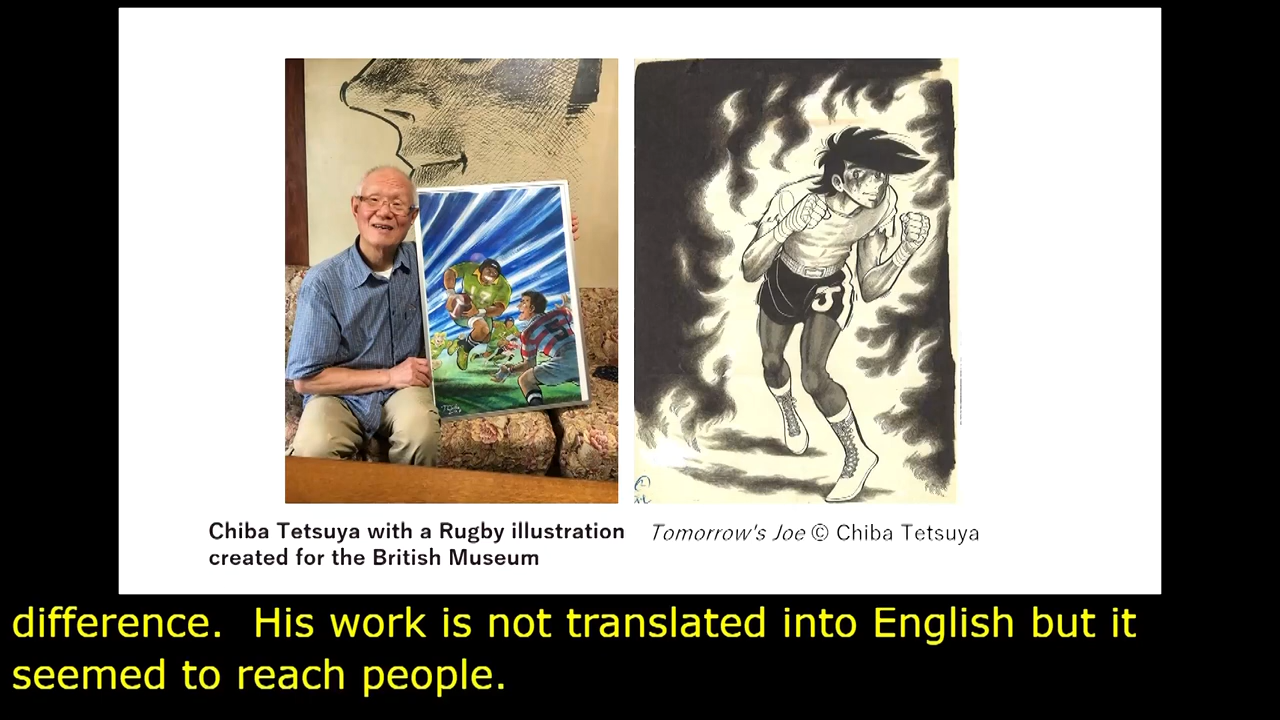 Chiba Tetsuya with a Rugby illustration
created for the British Museum
Tomorrow's Joe © Chiba Tetsuya
difference.  His work is not translated into English but it
seemed to reach people.